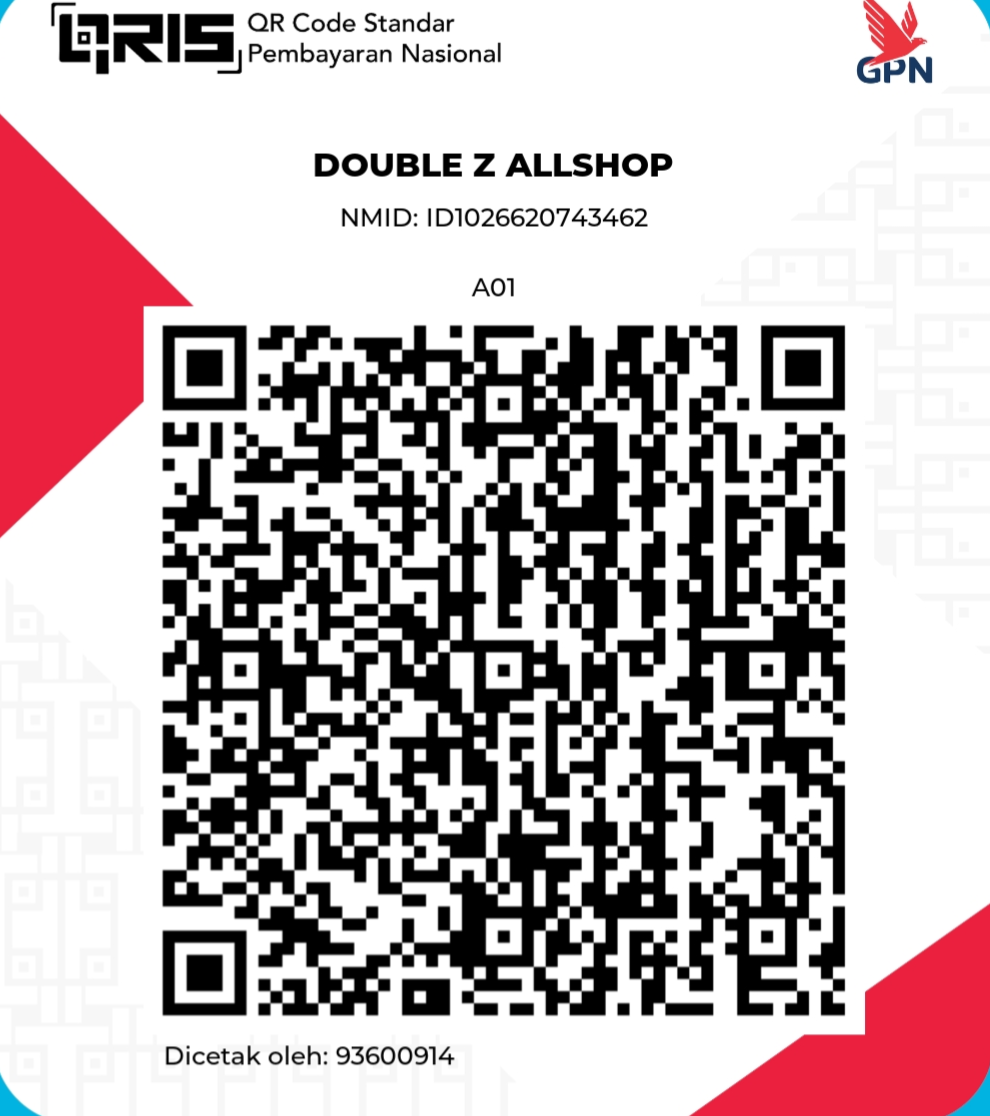 QRIS QR Code Standar
Pembayaran Nasional
GPN
DOUBLE Z ALLSHOP
NMID: ID1026620743462
A01
Dicetak oleh: 93600914